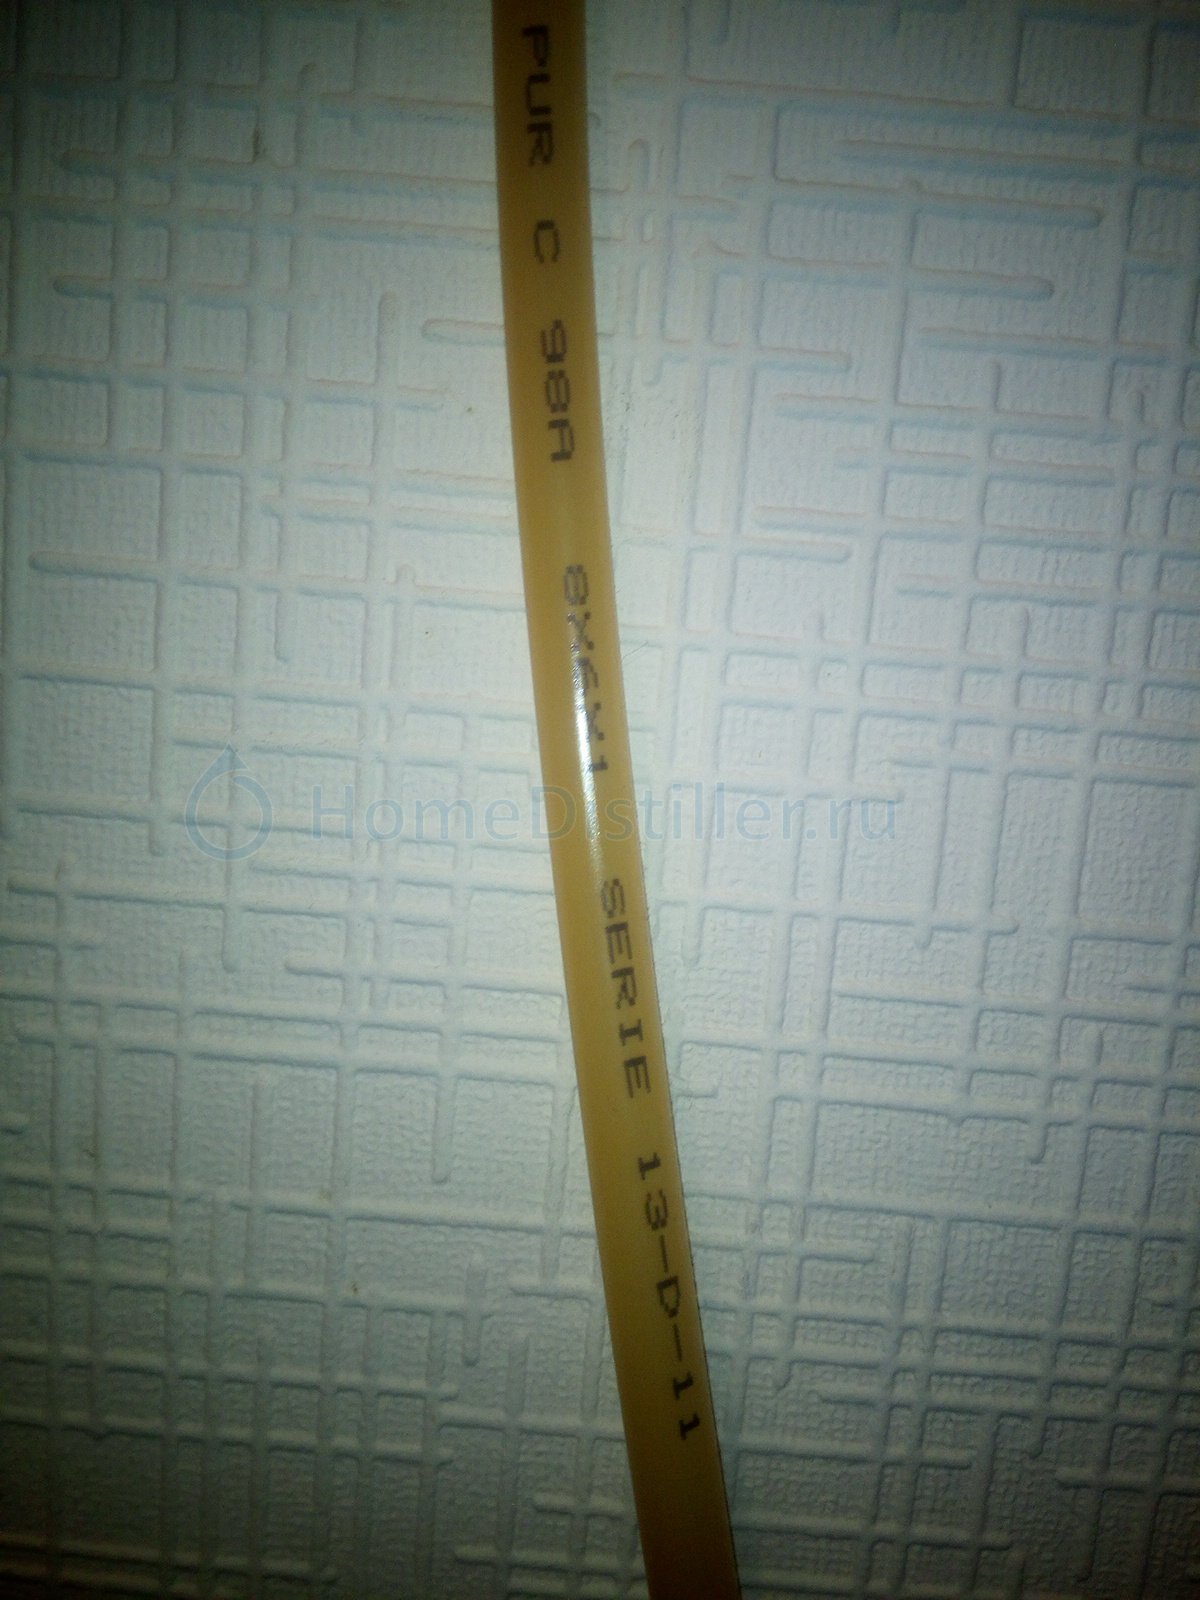 PUR C 98A 8X6X1 SERIE 13-D-11
HomeDistiller.ru